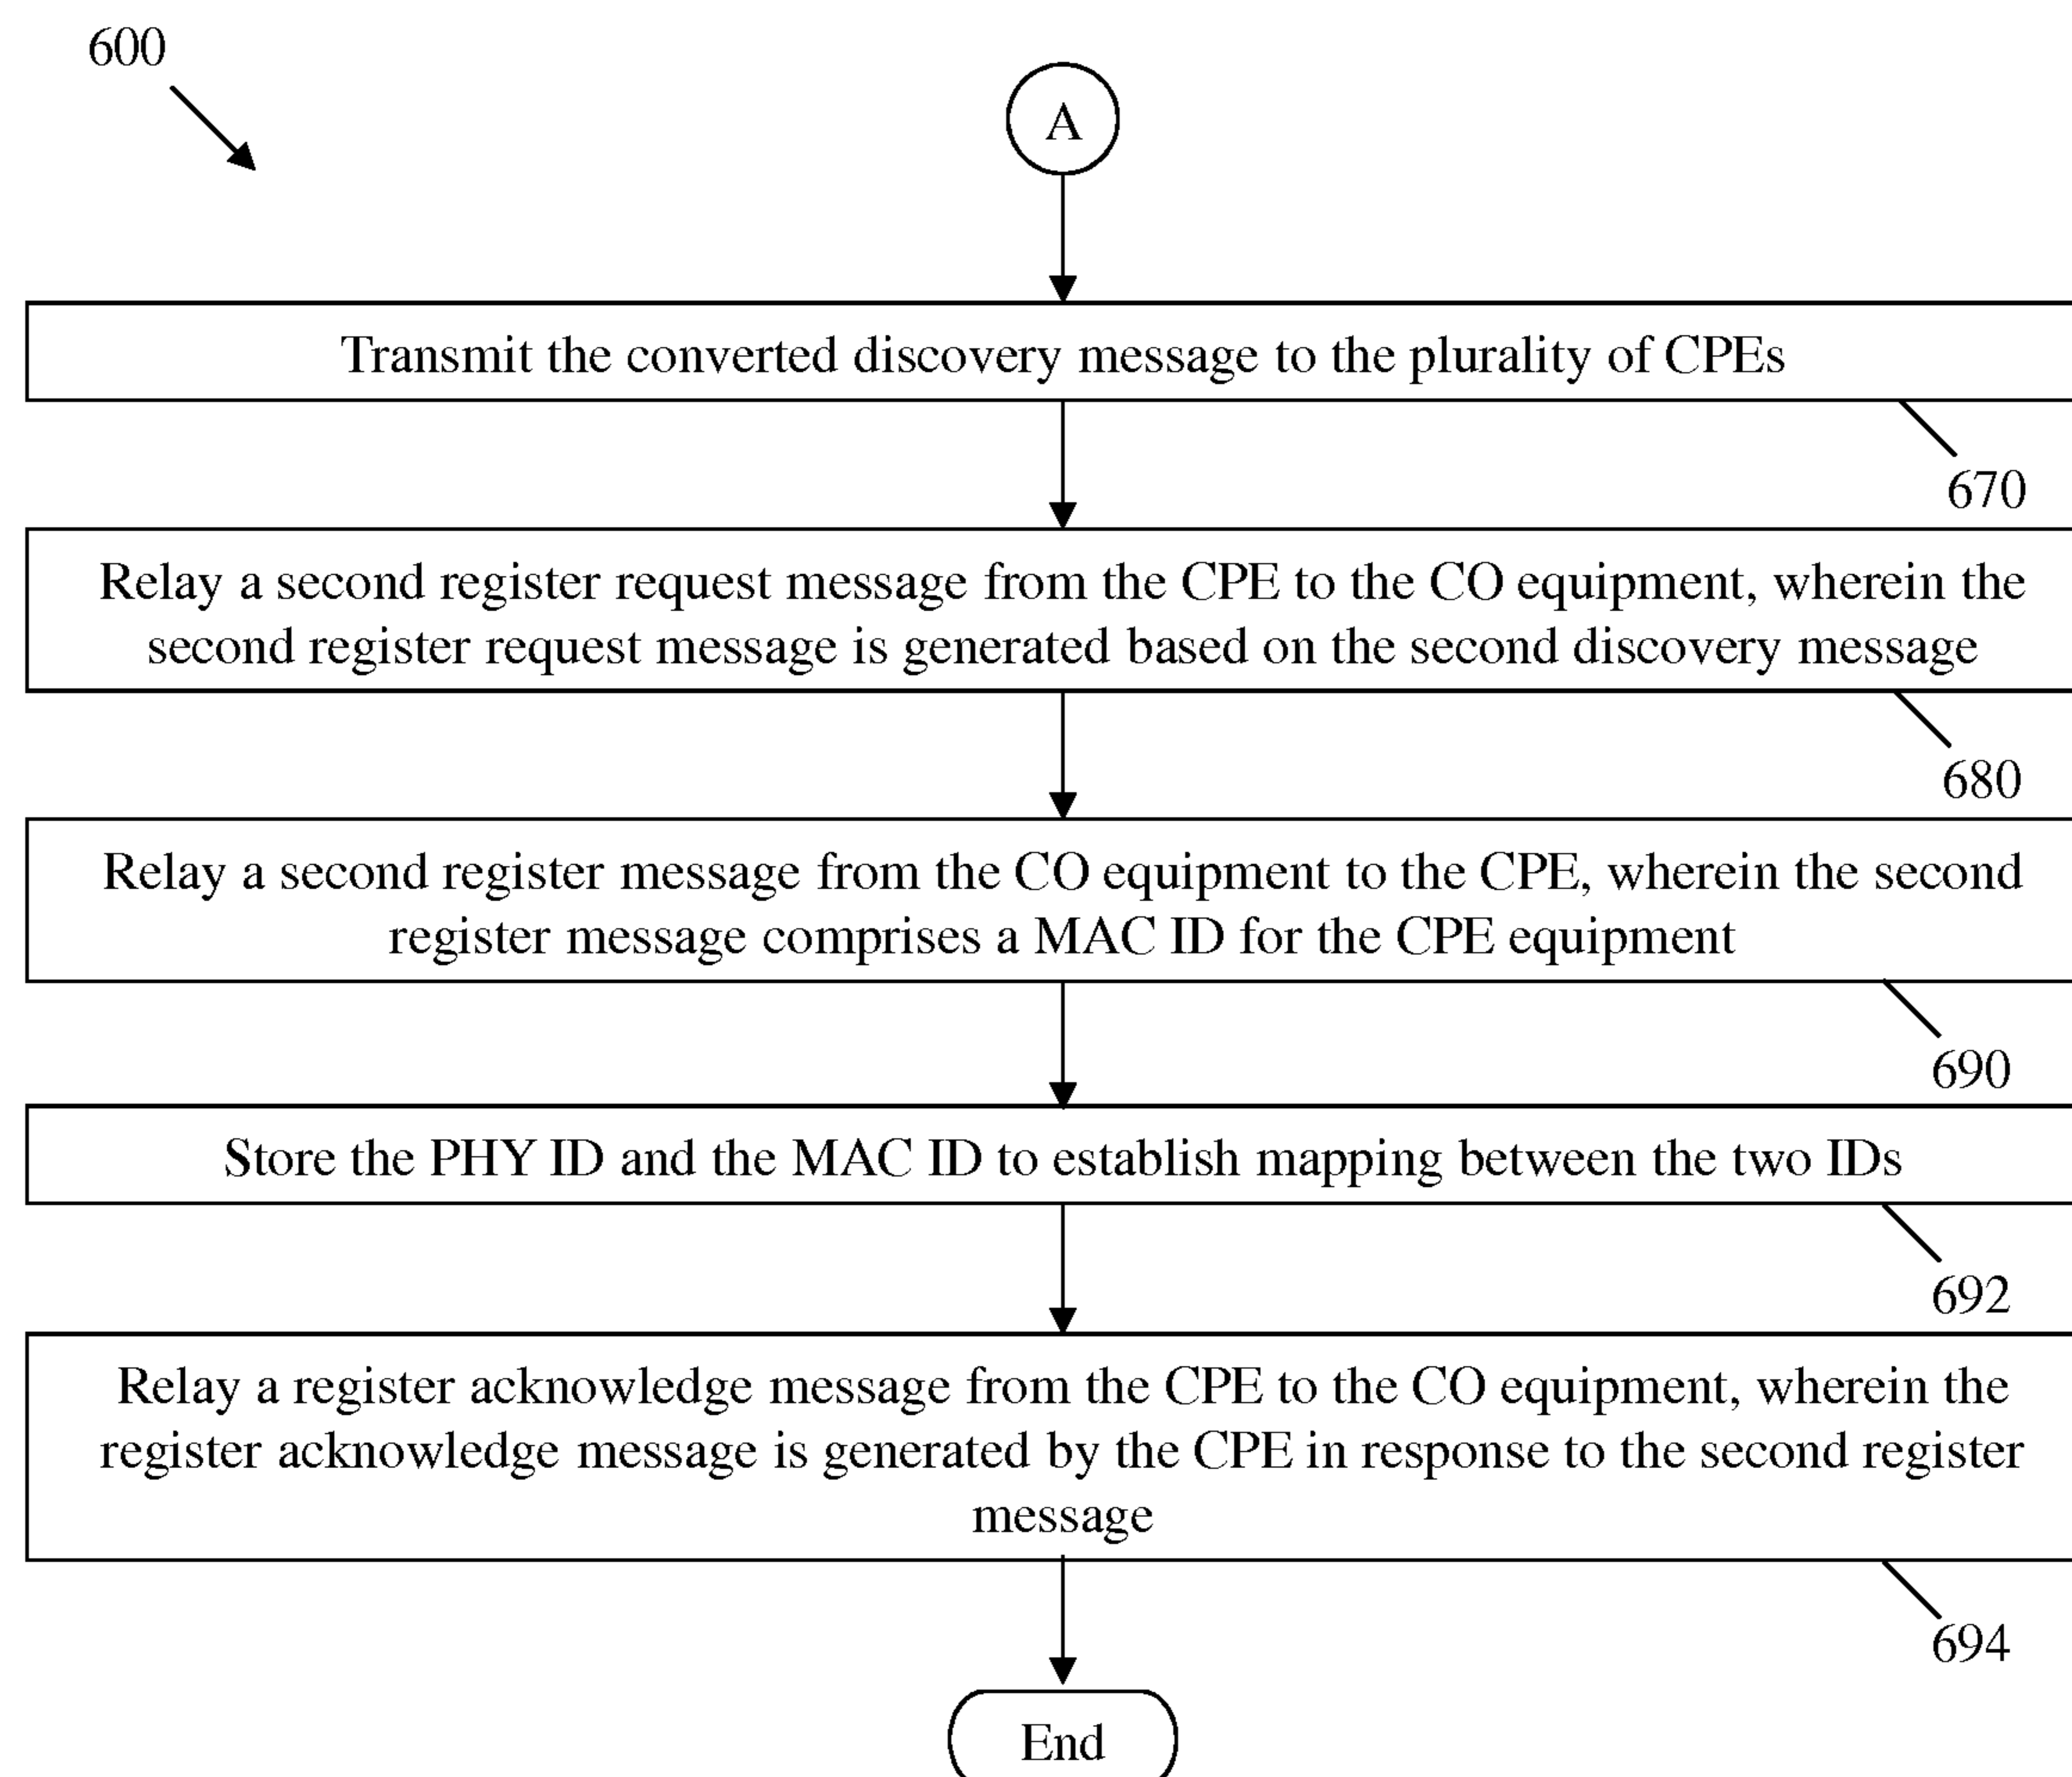 600
A
Transmit the converted discovery message to the plurality of CPEs
670
Relay a second register request message from the CPE to the CO equipment, wherein the
second register request message is generated based on the second discovery message
680
Relay a second register message from the CO equipment to the CPE, wherein the second
register message comprises a MAC ID for the CPE equipment
690
Store the PHY ID and the MAC ID to establish mapping between the two IDs
692
Relay a register acknowledge message from the CPE to the CO equipment, wherein the
register acknowledge message is generated by the CPE in response to the second register
message
694
End